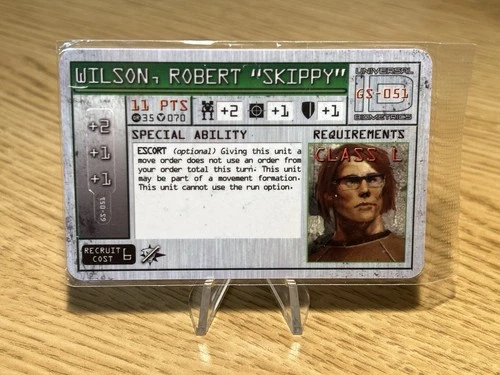 WILSON, ROBERT "SKIPPY"
UNIVERSAL
ID
GS-051
BIOMETRICS
11 PTS
35 070
+2 +1 +1
+2
+1
+1
GS-051
SPECIAL ABILITY
ESCORT (optional) Giving this unit a
move order does not use an order from
your order total this turn. This unit
may be part of a movement formation.
This unit cannot use the run option.
REQUIREMENTS
CLASS L
RECRUIT
COST 6